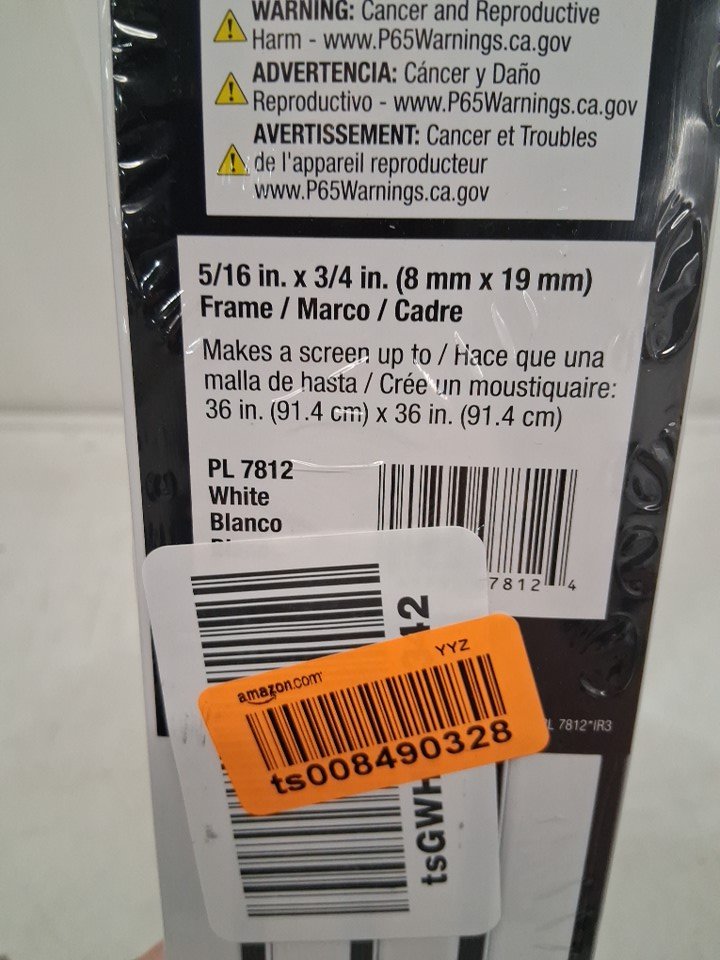 WARNING: Cancer and Reproductive
Harm - www.P65Warnings.ca.gov
ADVERTENCIA: Cáncer y Daño
Reproductivo - www.P65Warnings.ca.gov
AVERTISSEMENT: Cancer et Troubles
de l'appareil reproducteur
www.P65Warnings.ca.gov
5/16 in. x 3/4 in. (8 mm x 19 mm)
Frame / Marco / Cadre
Makes a screen up to / Hace que una
malla de hasta / Crée un moustiquaire:
36 in. (91.4 cm) x 36 in. (91.4 cm)
PL 7812
White
Blanco
7812 4
YYZ
amazon.com
ts008490328
tsGW
42
L 7812*IR3